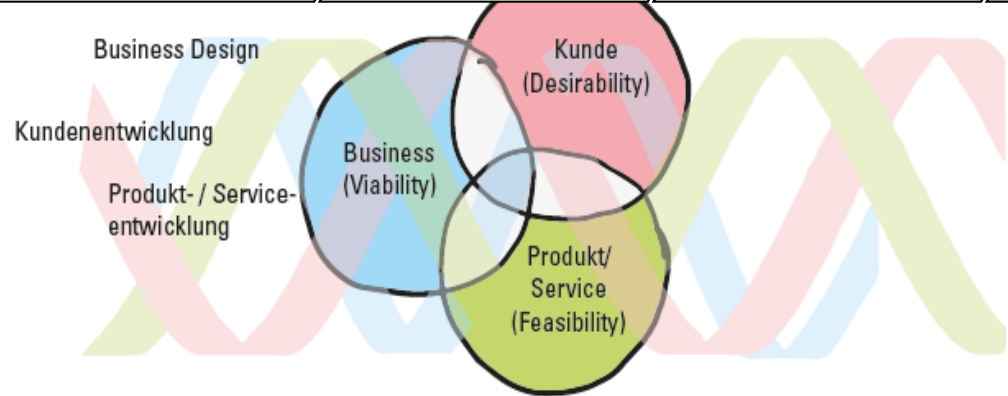 Business Design
Kundenentwicklung
Produkt- / Service-
entwicklung
Business
(Viability)
Kunde
(Desirability)
Produkt/
Service
(Feasibility)